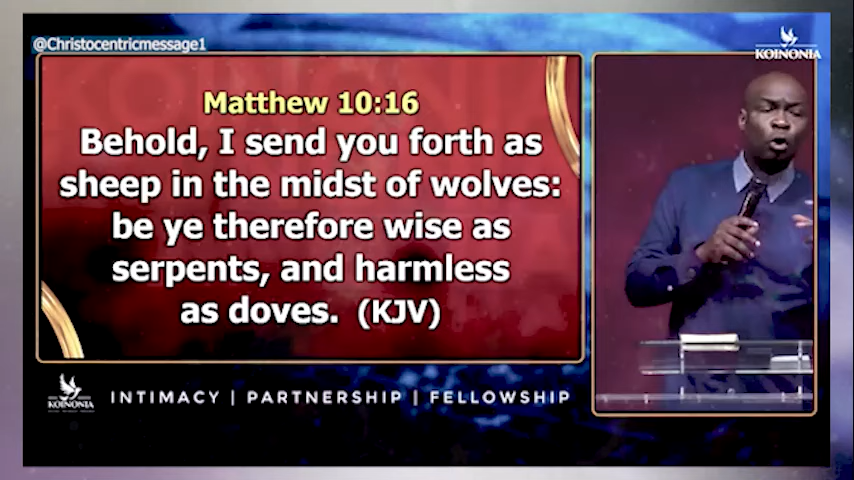 @Christocentricmessage1
KOINONIA
Matthew 10:16
Behold, I send you forth as
sheep in the midst of wolves:
be ye therefore wise as
serpents, and harmless
as doves. (KJV)
KOINONIA
INTIMACY | PARTNERSHIP | FELLOWSHIP